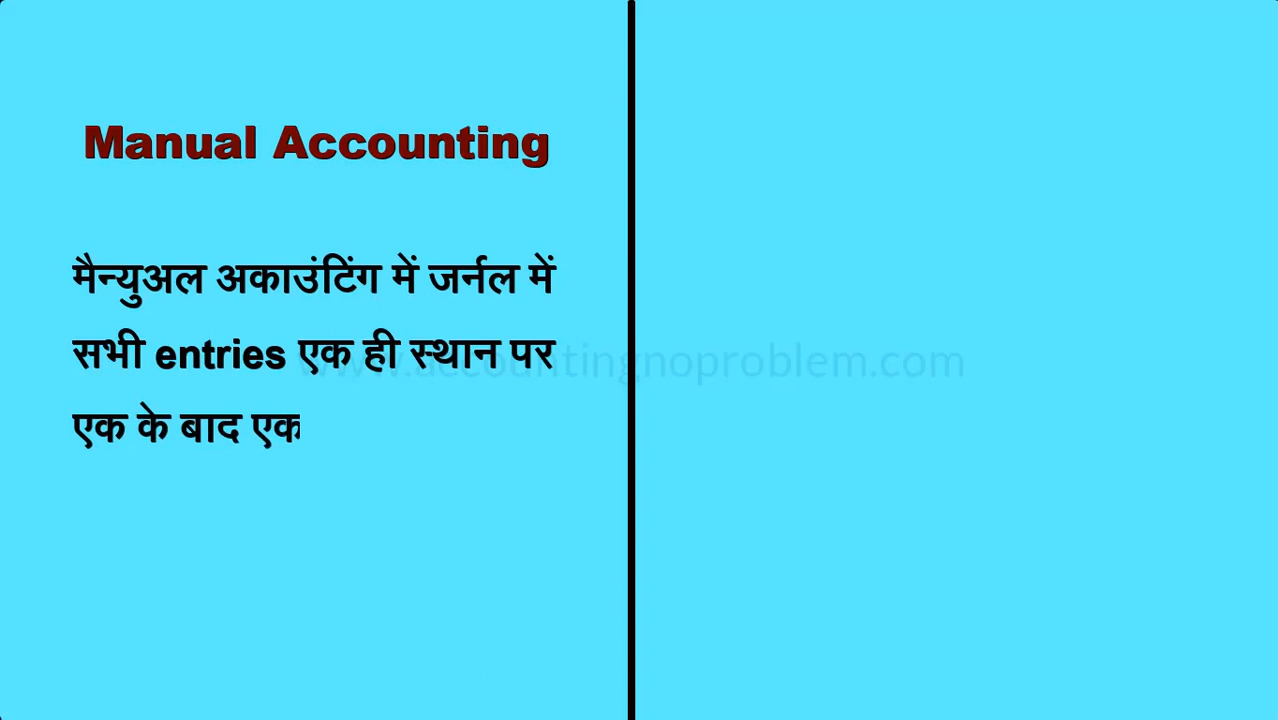 Manual Accounting
मैन्युअल अकाउंटिंग में जर्नल में
सभी entries एक ही स्थान पर
www.accountingnoproblem.com
एक के बाद एक